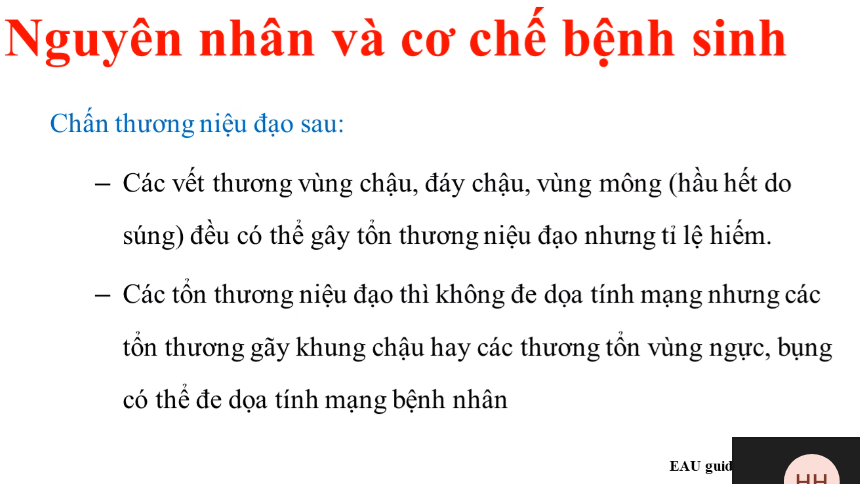 Nguyên nhân và cơ chế bệnh sinh
Chấn thương niệu đạo sau:
– Các vết thương vùng chậu, đáy chậu, vùng mông (hầu hết do
súng) đều có thể gây tổn thương niệu đạo nhưng tỉ lệ hiếm.
– Các tổn thương niệu đạo thì không đe dọa tính mạng nhưng các
tổn thương gãy khung chậu hay các thương tổn vùng ngực, bụng
có thể đe dọa tính mạng bệnh nhân
EAU guid
HH